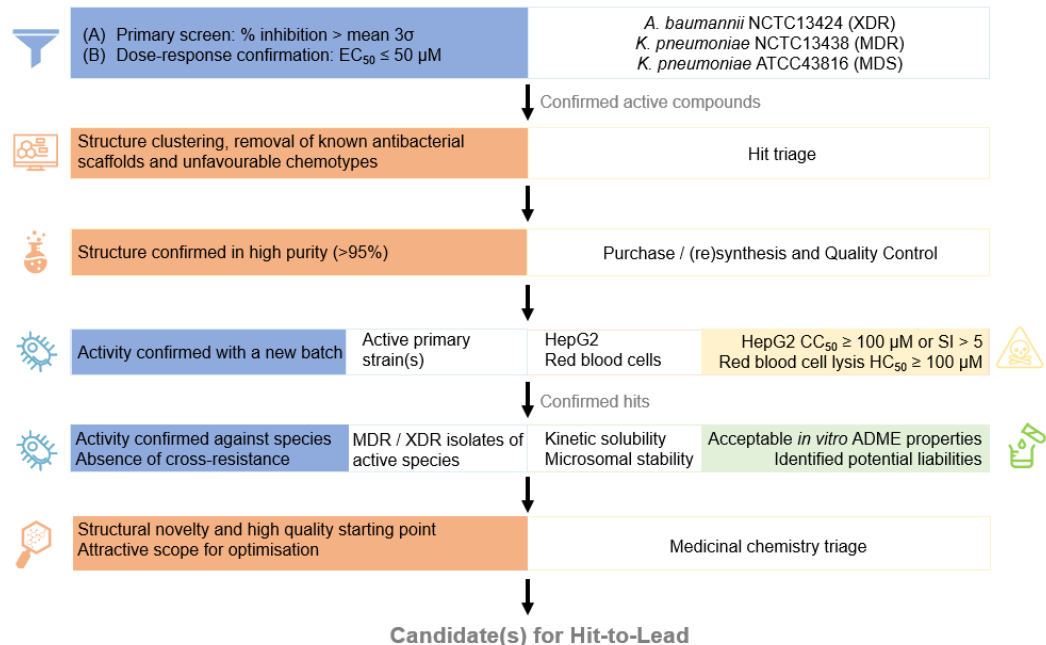 (A) Primary screen: % inhibition > mean 3σ
(B) Dose-response confirmation: EC₅₀ ≤ 50 µM
A. baumannii NCTC13424 (XDR)
K. pneumoniae NCTC13438 (MDR)
K. pneumoniae ATCC43816 (MDS)
Confirmed active compounds
Structure clustering, removal of known antibacterial
scaffolds and unfavourable chemotypes
Hit triage
Structure confirmed in high purity (>95%)
Purchase / (re)synthesis and Quality Control
Activity confirmed with a new batch
Active primary
strain(s)
HepG2
Red blood cells
HepG2 CC₅₀ ≥ 100 µM or SI > 5
Red blood cell lysis HC₅₀ ≥ 100 µM
Confirmed hits
Activity confirmed against species
Absence of cross-resistance
MDR / XDR isolates of
active species
Kinetic solubility
Microsomal stability
Acceptable in vitro ADME properties
Identified potential liabilities
Structural novelty and high quality starting point
Attractive scope for optimisation
Medicinal chemistry triage
Candidate(s) for Hit-to-Lead